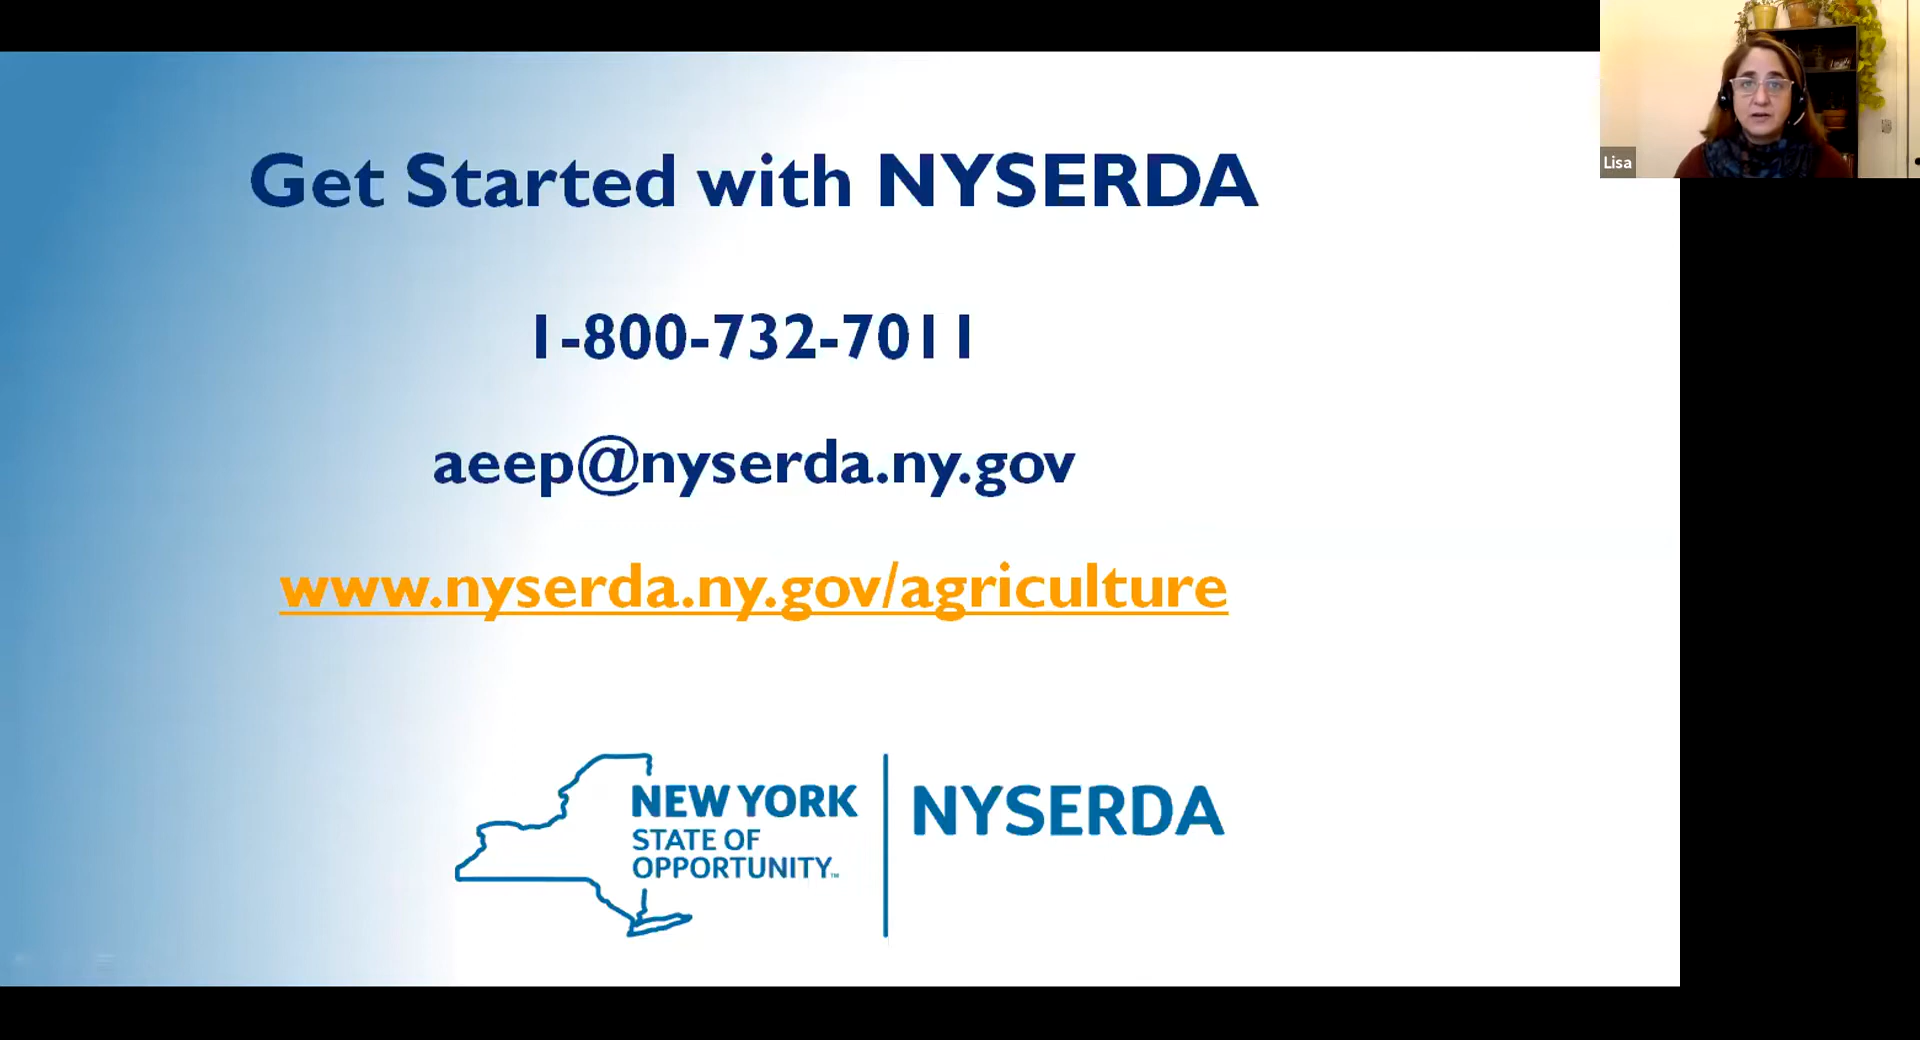 Get Started with NYSERDA
1-800-732-7011
aeep@nyserda.ny.gov
www.nyserda.ny.gov/agriculture
NEW YORK
STATE OF
OPPORTUNITY™
NYSERDA
Lisa